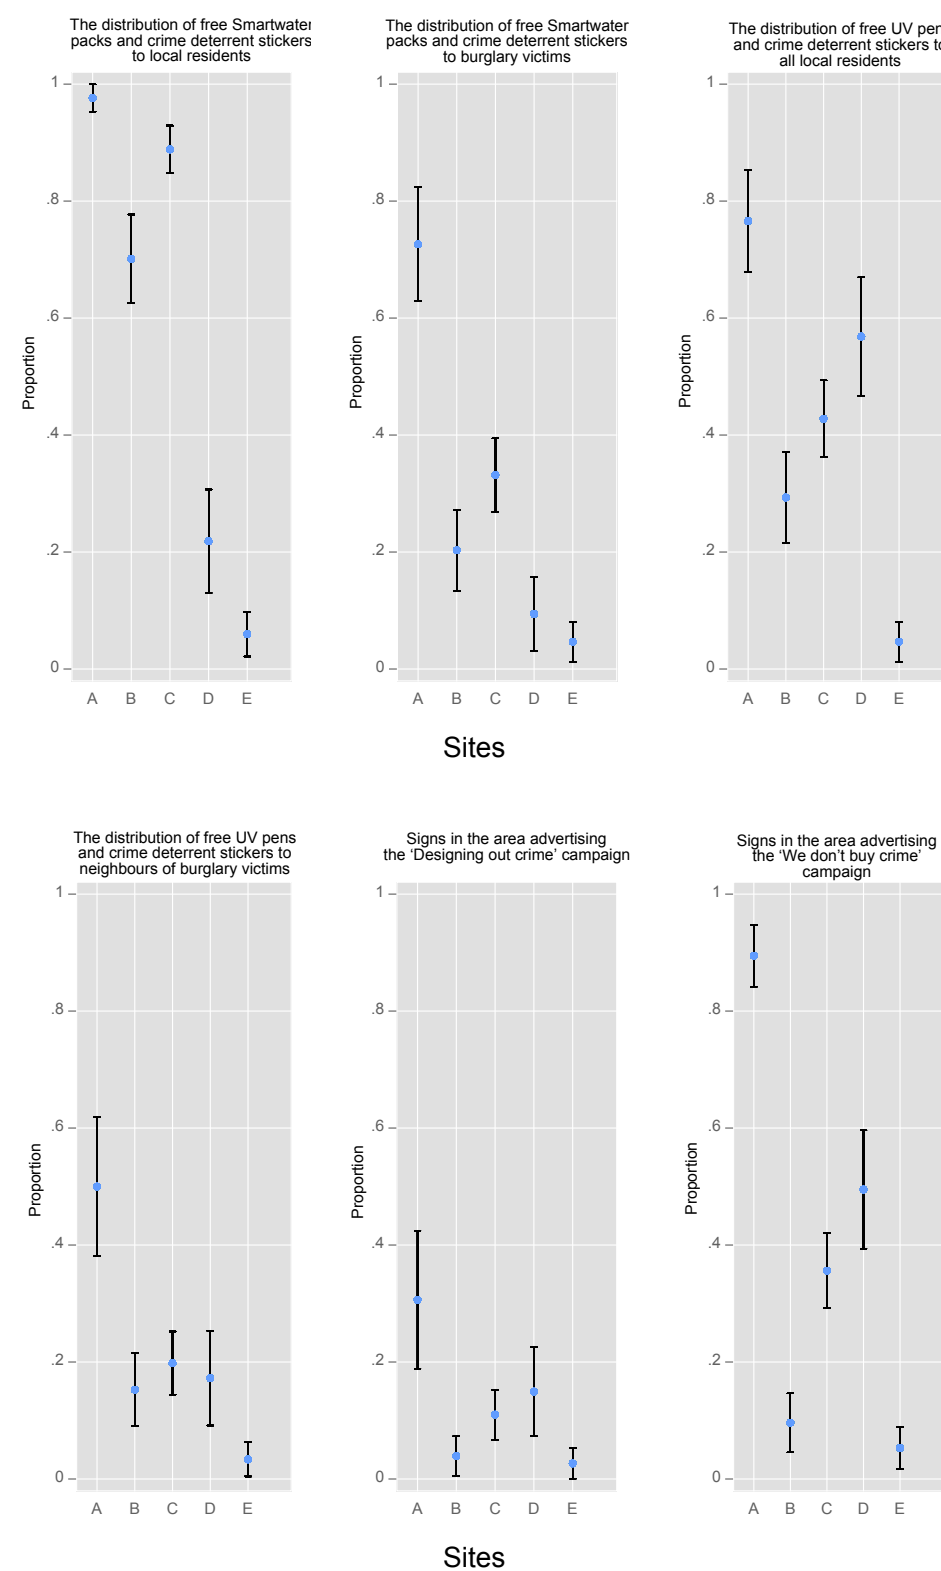 The distribution of free Smartwater
packs and crime deterrent stickers
to local residents
1
.8
.6
.4
.2
0
Proportion
A B C D E
The distribution of free Smartwater
packs and crime deterrent stickers
to burglary victims
1
.8
.6
.4
.2
0
Proportion
A B C D E
The distribution of free UV pen
and crime deterrent stickers to
all local residents
1
.8
.6
.4
.2
0
Proportion
A B C D E
Sites
The distribution of free UV pens
and crime deterrent stickers to
neighbours of burglary victims
1
.8
.6
.4
.2
0
Proportion
A B C D E
Signs in the area advertising
the ‘Designing out crime’ campaign
1
.8
.6
.4
.2
0
Proportion
A B C D E
Signs in the area advertising
the ‘We don’t buy crime’
campaign
1
.8
.6
.4
.2
0
Proportion
A B C D E
Sites